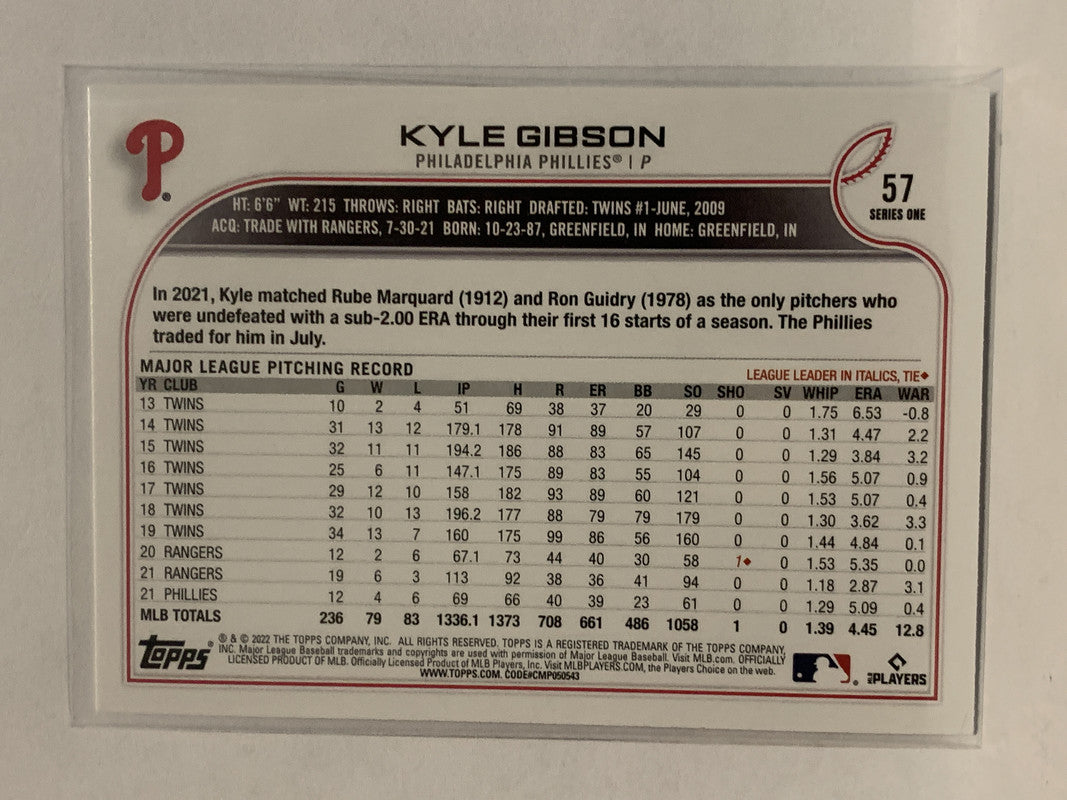 P
KYLE GIBSON
PHILADELPHIA PHILLIES® | P
57
SERIES ONE
HT: 6'6" WT: 215 THROWS: RIGHT BATS: RIGHT DRAFTED: TWINS #1-JUNE, 2009
ACQ: TRADE WITH RANGERS, 7-30-21 BORN: 10-23-87, GREENFIELD, IN HOME: GREENFIELD, IN
In 2021, Kyle matched Rube Marquard (1912) and Ron Guidry (1978) as the only pitchers who
were undefeated with a sub-2.00 ERA through their first 16 starts of a season. The Phillies
traded for him in July.
MAJOR LEAGUE PITCHING RECORD
LEAGUE LEADER IN ITALICS, TIE♦
YR CLUB G W L IP H R ER BB SO SHO SV WHIP ERA WAR
13 TWINS 10 2 4 51 69 38 37 20 29 0 0 1.75 6.53 -0.8
14 TWINS 31 13 12 179.1 178 91 89 57 107 0 0 1.31 4.47 2.2
15 TWINS 32 11 11 194.2 186 88 83 65 145 0 0 1.29 3.84 3.2
16 TWINS 25 6 11 147.1 175 89 83 55 104 0 0 1.56 5.07 0.9
17 TWINS 29 12 10 158 182 93 89 60 121 0 0 1.53 5.07 0.4
18 TWINS 32 10 13 196.2 177 88 79 79 179 0 0 1.30 3.62 3.3
19 TWINS 34 13 7 160 175 99 86 56 160 0 0 1.44 4.84 0.1
20 RANGERS 12 2 6 67.1 73 44 40 30 58 1♦ 0 1.53 5.35 0.0
21 RANGERS 19 6 3 113 92 38 36 41 94 0 0 1.18 2.87 3.1
21 PHILLIES 12 4 6 69 66 40 39 23 61 0 0 1.29 5.09 0.4
MLB TOTALS 236 79 83 1336.1 1373 708 661 486 1058 1 0 1.39 4.45 12.8
TOPPS
® & © 2022 THE TOPPS COMPANY, INC. ALL RIGHTS RESERVED. TOPPS IS A REGISTERED TRADEMARK OF THE TOPPS COMPANY,
INC. Major League Baseball trademarks and copyrights are used with permission of Major League Baseball. Visit MLB.com. OFFICIALLY
LICENSED PRODUCT OF MLB. Officially Licensed Product of MLB Players, Inc. Visit MLBPLAYERS.COM, the Players Choice on the web.
WWW.TOPPS.COM. CODE#CMP050543
MLB PLAYERS